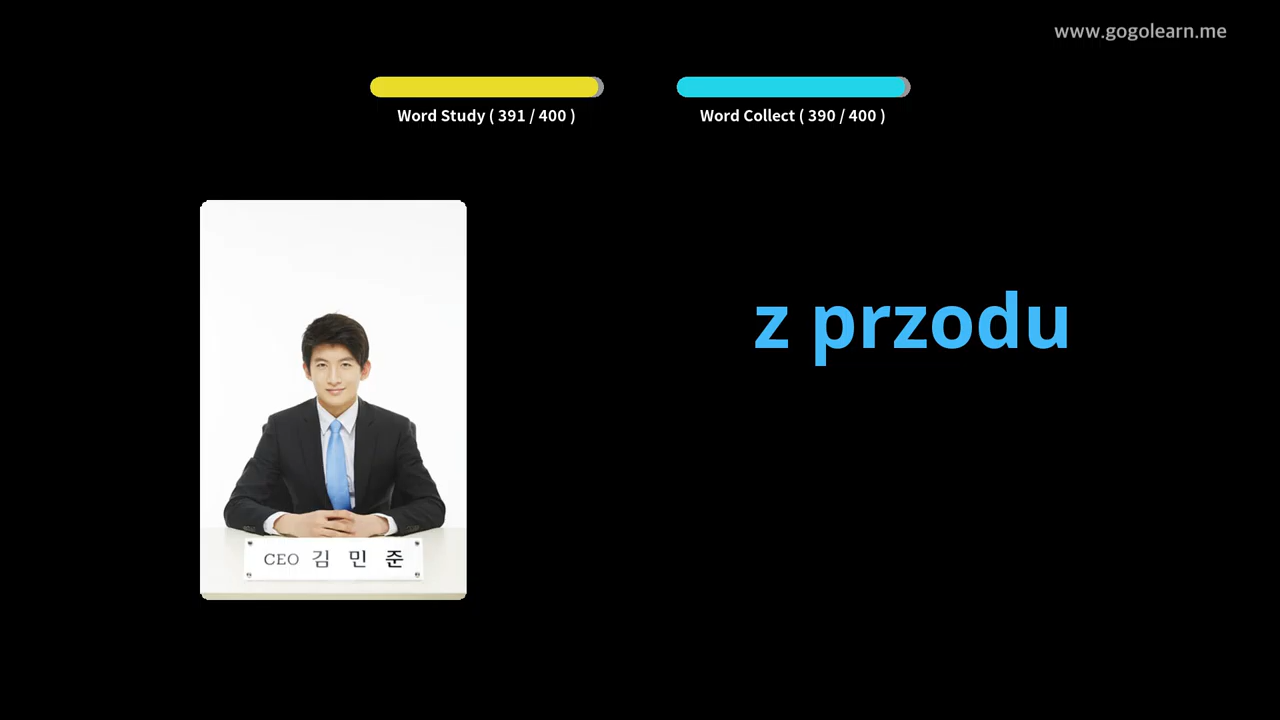 www.gogolearn.me
Word Study ( 391 / 400 )
Word Collect ( 390 / 400 )
z przodu
CEO 김 민 준